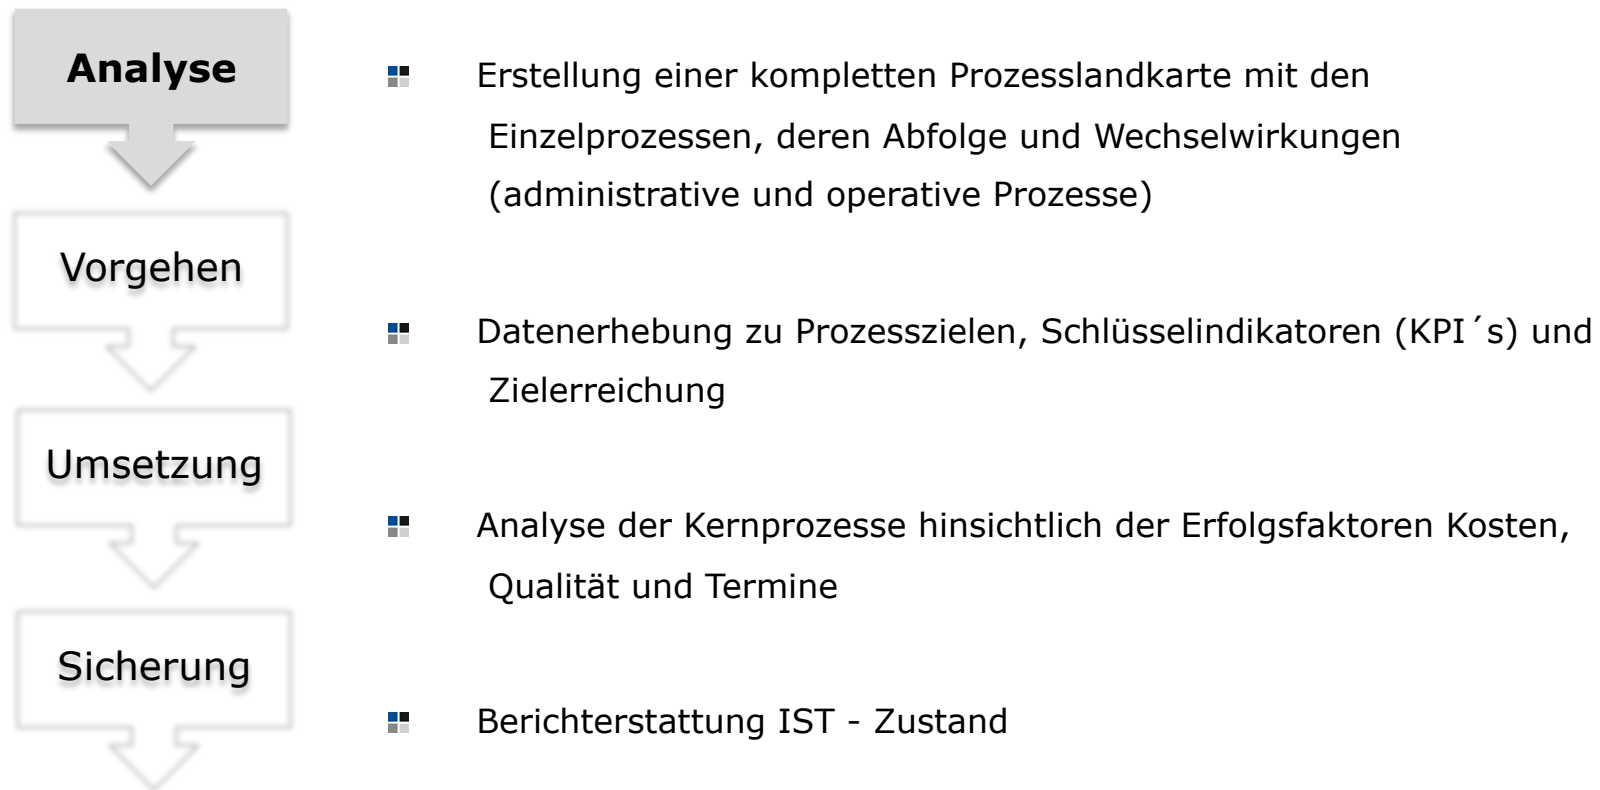 Analyse
Vorgehen
Umsetzung
Sicherung
Erstellung einer kompletten Prozesslandkarte mit den
Einzelprozessen, deren Abfolge und Wechselwirkungen
(administrative und operative Prozesse)
Datenerhebung zu Prozesszielen, Schlüsselindikatoren (KPI´s) und
Zielerreichung
Analyse der Kernprozesse hinsichtlich der Erfolgsfaktoren Kosten,
Qualität und Termine
Berichterstattung IST - Zustand